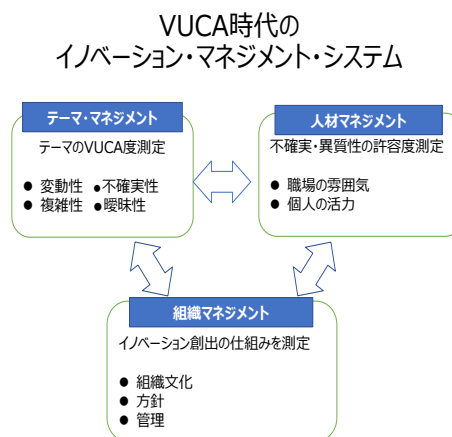 VUCA時代の
イノベーション・マネジメント・システム
テーマ・マネジメント
テーマのVUCA度測定
● 変動性 ●不確実性
● 複雑性 ●曖昧性
人材マネジメント
不確実・異質性の許容度測定
● 職場の雰囲気
● 個人の活力
組織マネジメント
イノベーション創出の仕組みを測定
● 組織文化
● 方針
● 管理